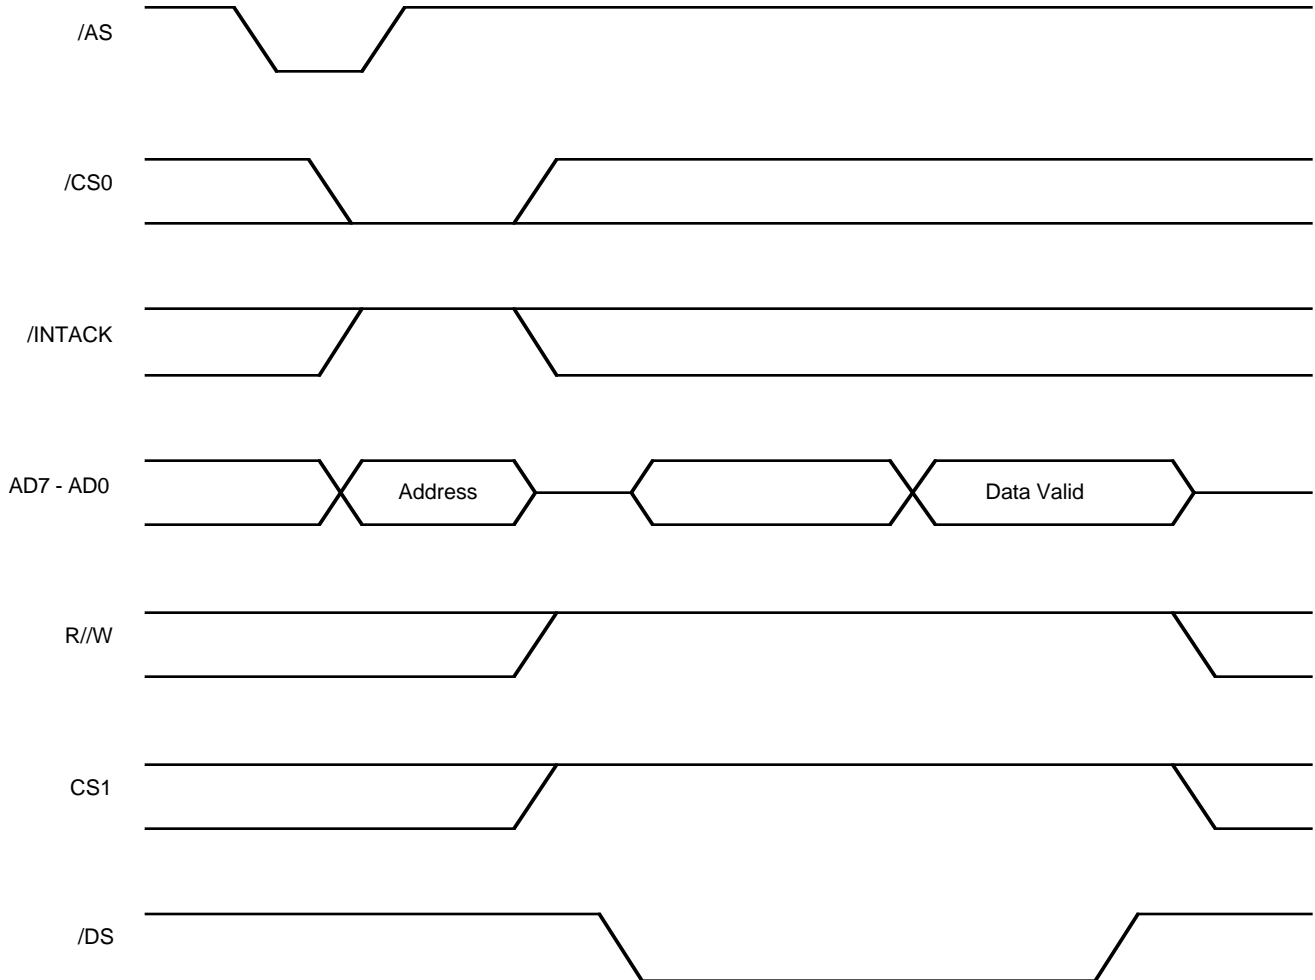 /AS
/CS0
/INTACK
AD7 - AD0
Address
Data Valid
R//W
CS1
/DS